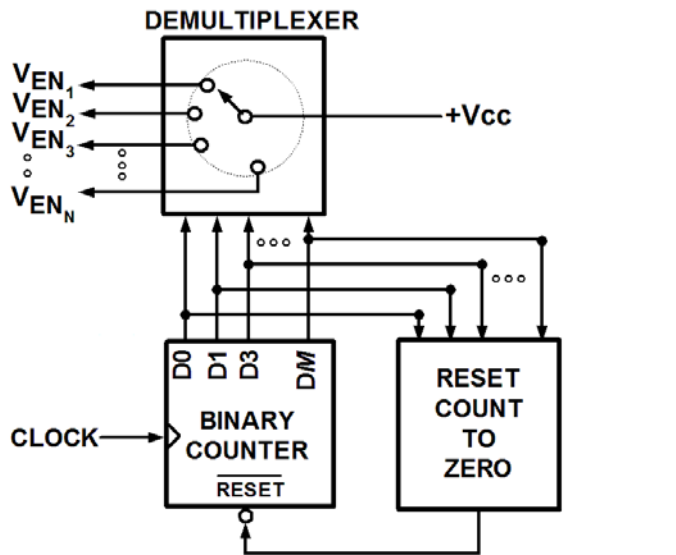 DEMULTIPLEXER
VEN1
VEN2
VEN3
VENN
+Vcc
D0 D1 D3 DM
CLOCK
BINARY
COUNTER
RESET
RESET
COUNT
TO
ZERO